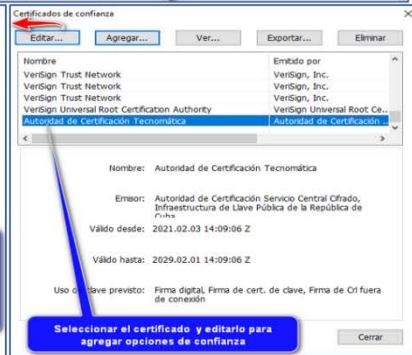 Certificados de confianza
Editar... Agregar... Ver... Exportar... Eliminar
Nombre Emitido por
VeriSign Trust Network VeriSign, Inc.
VeriSign Trust Network VeriSign, Inc.
VeriSign Trust Network VeriSign, Inc.
VeriSign Universal Root Certification Authority VeriSign Universal Root Ce..
Autoridad de Certificación Tecnomática Autoridad de Certificación ..
Nombre: Autoridad de Certificación Tecnomática
Emisor: Autoridad de Certificación Servicio Central Cifrado,
Infraestructura de Llave Pública de la República de
Cuba
Válido desde: 2021.02.03 14:09:06 Z
Válido hasta: 2029.02.01 14:09:06 Z
Uso de clave previsto: Firma digital, Firma de cert. de clave, Firma de Crl fuera
de conexión
Seleccionar el certificado y editarlo para
agregar opciones de confianza
Cerrar